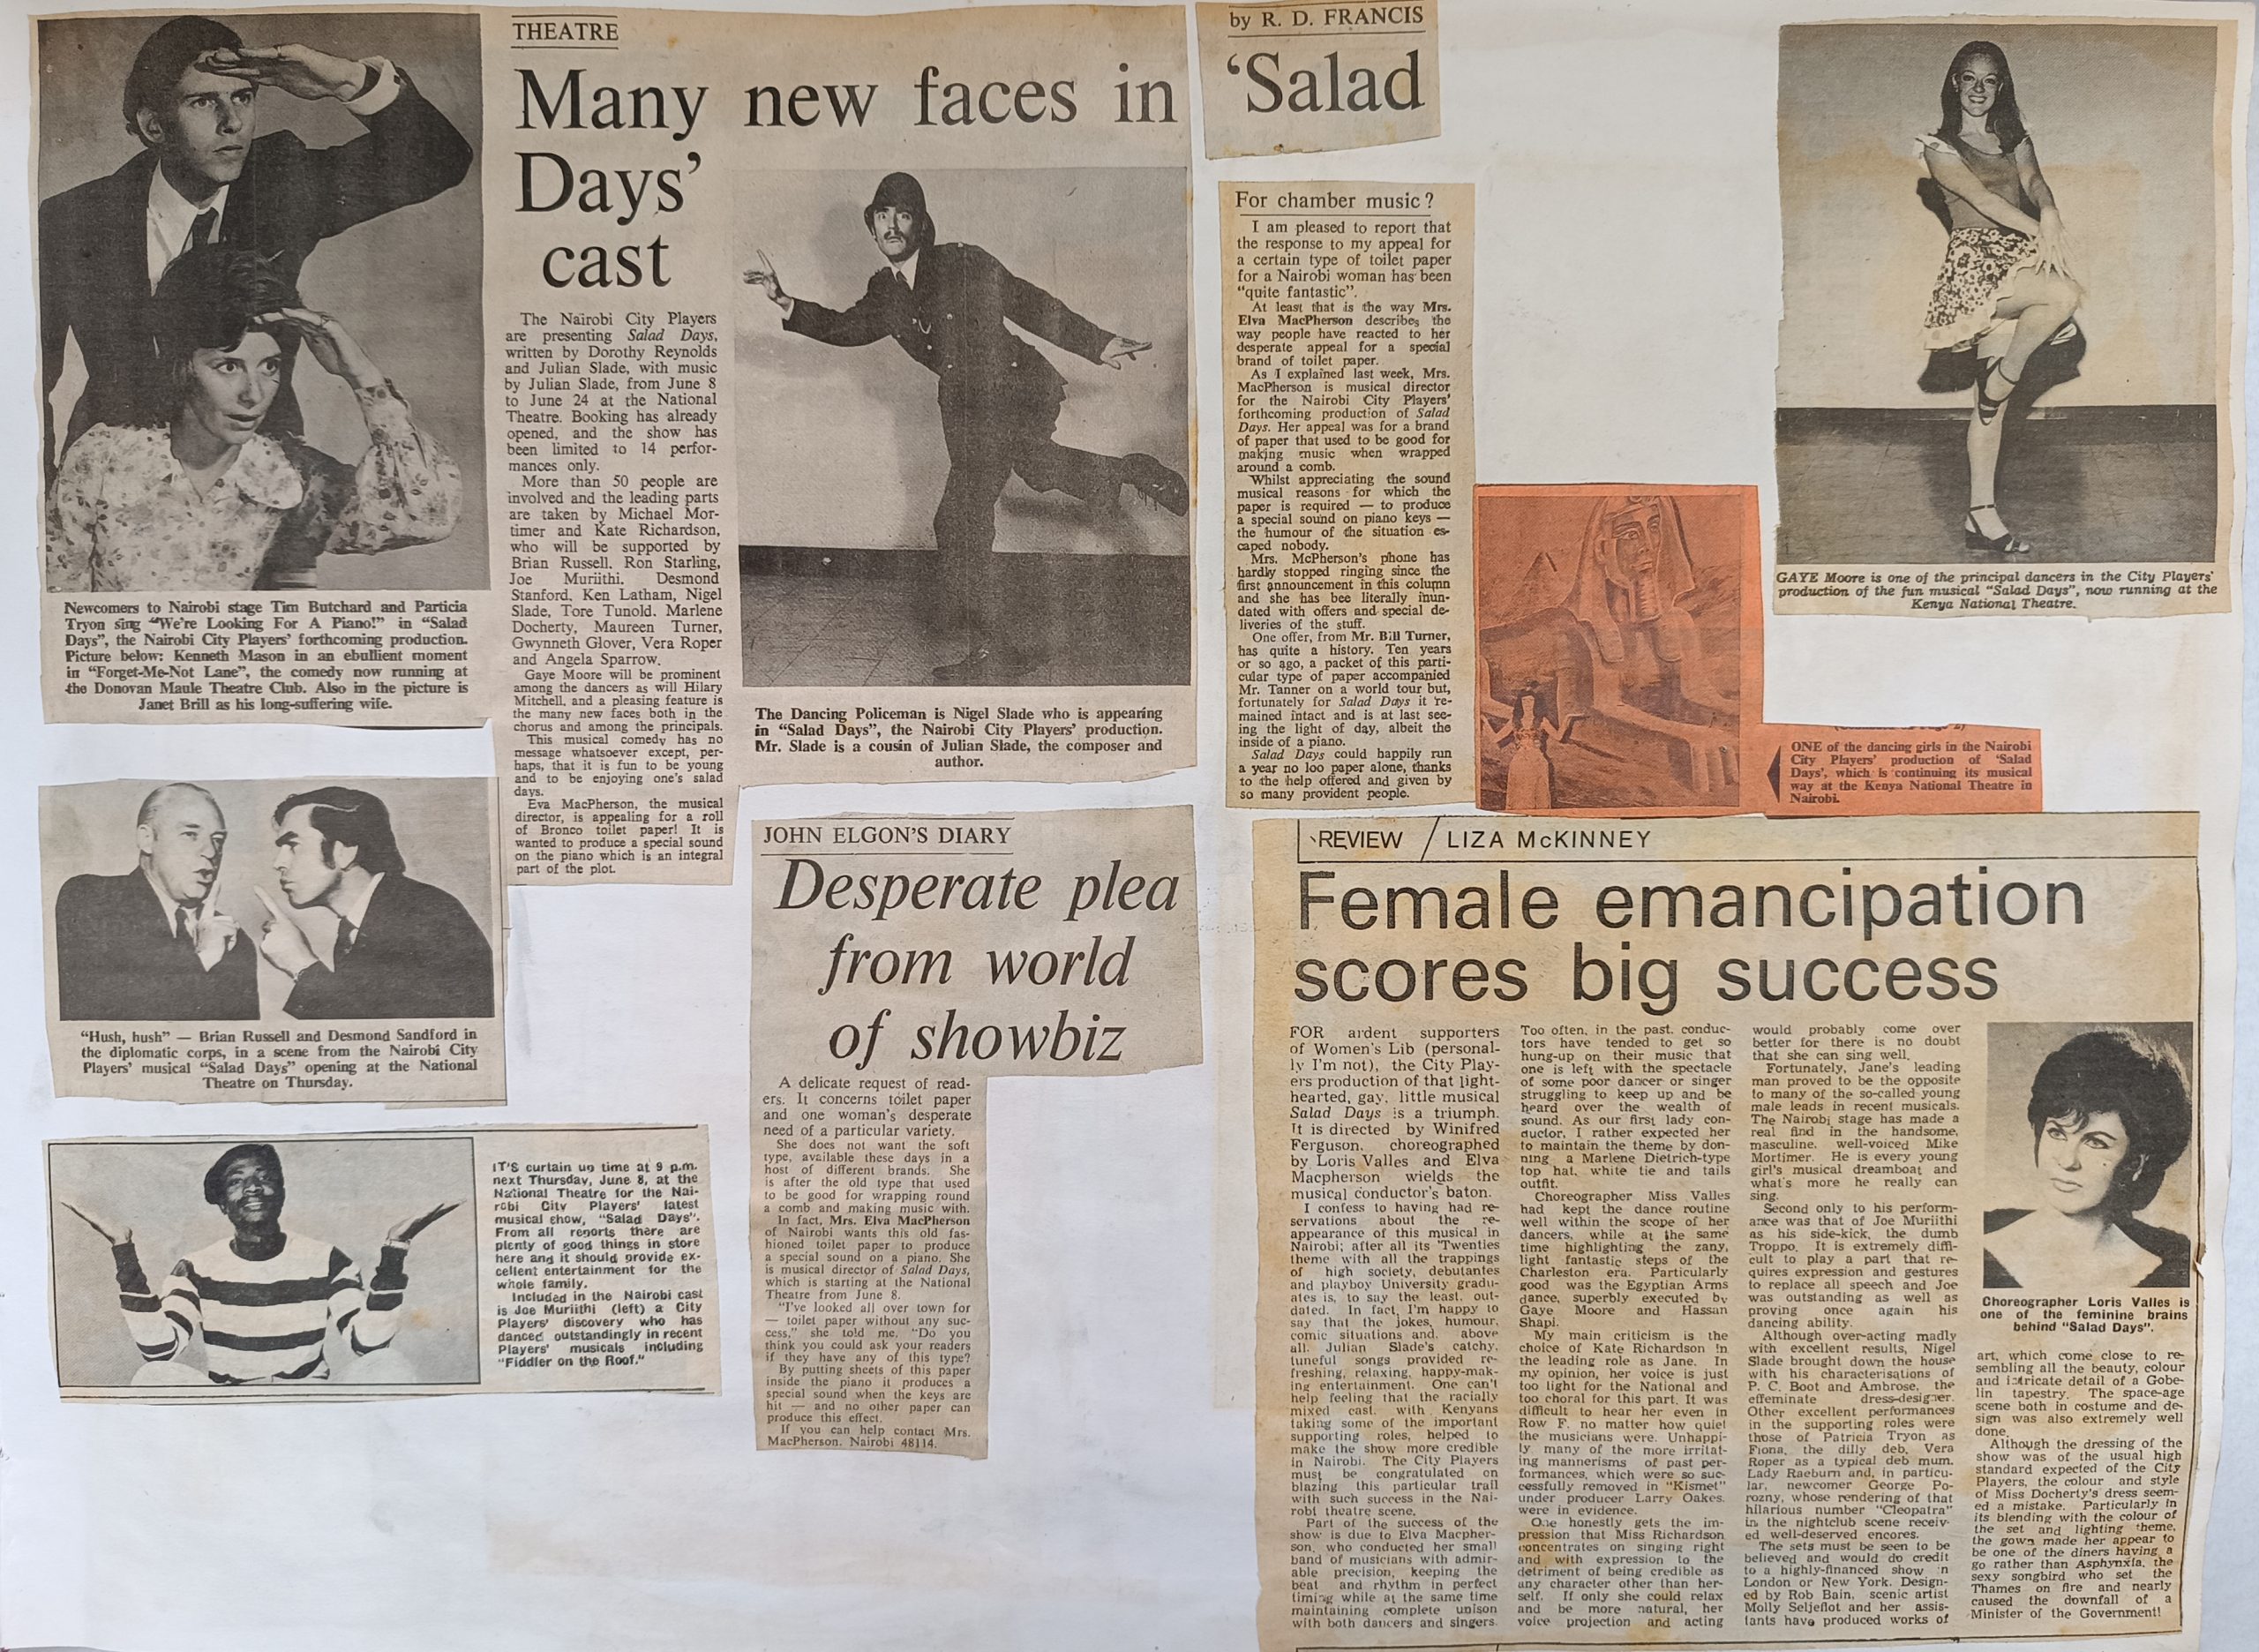 THEATRE
Many new faces in
by R. D. FRANCIS
‘Salad
Days’
cast
The Nairobi City Players
are presenting Salad Days,
written by Dorothy Reynolds
and Julian Slade, with music
by Julian Slade, from June 8
to June 24 at the National
Theatre. Booking has already
opened, and the show has
been limited to 14 perfor-
mances only.
More than 50 people are
involved and the leading parts
are taken by Michael Mor-
timer and Kate Richardson,
who will be supported by
Brian Russell. Ron Starling,
Joe Muriithi. Desmond
Stanford, Ken Latham, Nigel
Slade, Tore Tunold. Marlene
Docherty, Maureen Turner,
Gwynneth Glover, Vera Roper
and Angela Sparrow.
Gaye Moore will be prominent
among the dancers as will Hilary
Mitchell, and a pleasing feature is
the many new faces both in the
chorus and among the principals.
This musical comedy has no
message whatsoever except, per-
haps, that it is fun to be young
and to be enjoying one’s salad
days.
Eva MacPherson, the musical
director, is appealing for a roll
of Bronco toilet paper! It is
wanted to produce a special sound
on the piano which is an integral
part of the plot.
Newcomers to Nairobi stage Tim Butchard and Particia
Tryon sing “We’re Looking For A Piano!” in “Salad
Days”, the Nairobi City Players’ forthcoming production.
Picture below: Kenneth Mason in an ebullient moment
in “Forget-Me-Not Lane”, the comedy now running at
the Donovan Maule Theatre Club. Also in the picture is
Janet Brill as his long-suffering wife.
The Dancing Policeman is Nigel Slade who is appearing
in “Salad Days”, the Nairobi City Players’ production.
Mr. Slade is a cousin of Julian Slade, the composer and
author.
“Hush, hush” — Brian Russell and Desmond Sandford in
the diplomatic corps, in a scene from the Nairobi City
Players’ musical “Salad Days” opening at the National
Theatre on Thursday.
IT’S curtain up time at 9 p.m.
next Thursday, June 8, at the
National Theatre for the Nai-
robi City Players’ latest
musical show, “Salad Days”.
From all reports there are
plenty of good things in store
here and it should provide ex-
cellent entertainment for the
whole family.
Included in the Nairobi cast
is Joe Muriithi (left) a City
Players’ discovery who has
danced outstandingly in recent
Players’ musicals including
“Fiddler on the Roof.”
JOHN ELGON’S DIARY
Desperate plea
from world
of showbiz
A delicate request of read-
ers. It concerns toilet paper
and one woman’s desperate
need of a particular variety.
She does not want the soft
type, available these days in a
host of different brands. She
is after the old type that used
to be good for wrapping round
a comb and making music with.
In fact, Mrs. Elva MacPherson
of Nairobi wants this old fas-
hioned toilet paper to produce
a special sound on a piano. She
is musical director of Salad Days,
which is starting at the National
Theatre from June 8.
“I’ve looked all over town for
— toilet paper without any suc-
cess,” she told me. “Do you
think you could ask your readers
if they have any of this type?
By putting sheets of this paper
inside the piano it produces a
special sound when the keys are
hit — and no other paper can
produce this effect.
If you can help contact Mrs.
MacPherson. Nairobi 48114.
For chamber music?
I am pleased to report that
the response to my appeal for
a certain type of toilet paper
for a Nairobi woman has been
“quite fantastic”.
At least that is the way Mrs.
Elva MacPherson describes the
way people have reacted to her
desperate appeal for a special
brand of toilet paper.
As I explained last week, Mrs.
MacPherson is musical director
for the Nairobi City Players’
forthcoming production of Salad
Days. Her appeal was for a brand
of paper that used to be good for
making music when wrapped
around a comb.
Whilst appreciating the sound
musical reasons for which the
paper is required — to produce
a special sound on piano keys —
the humour of the situation es-
caped nobody.
Mrs. McPherson’s phone has
hardly stopped ringing since the
first announcement in this column
and she has bee literally inun-
dated with offers and special de-
liveries of the stuff.
One offer, from Mr. Bill Turner,
has quite a history. Ten years
or so ago, a packet of this parti-
cular type of paper accompanied
Mr. Tanner on a world tour but,
fortunately for Salad Days it re-
mained intact and is at last see-
ing the light of day, albeit the
inside of a piano.
Salad Days could happily run
a year no loo paper alone, thanks
to the help offered and given by
so many provident people.
GAYE Moore is one of the principal dancers in the City Players’
production of the fun musical “Salad Days”, now running at the
Kenya National Theatre.
ONE of the dancing girls in the Nairobi
City Players’ production of ‘Salad
Days’, which is continuing its musical
way at the Kenya National Theatre in
Nairobi.
REVIEW / LIZA McKINNEY
Female emancipation
scores big success
FOR ardent supporters
of Women’s Lib (personal-
ly I’m not), the City Play-
ers production of that light-
hearted, gay, little musical
Salad Days is a triumph.
It is directed by Winifred
Ferguson, choreographed
by Loris Valles and Elva
Macpherson wields the
musical conductor’s baton.
I confess to having had re-
servations about the re-
appearance of this musical in
Nairobi; after all its ’Twenties
theme with all the trappings
of high society, debutantes
and playboy University gradu-
ates is, to say the least, out-
dated. In fact, I’m happy to
say that the jokes, humour,
comic situations and, above
all. Julian Slade’s catchy,
tuneful songs provided re-
freshing, relaxing, happy-mak-
ing entertainment. One can’t
help feeling that the racially
mixed cast, with Kenyans
taking some of the important
supporting roles, helped to
make the show more credible
in Nairobi. The City Players
must be congratulated on
blazing this particular trail
with such success in the Nai-
robi theatre scene.
Part of the success of the
show is due to Elva Macpher-
son, who conducted her small
band of musicians with admir-
able precision, keeping the
beat and rhythm in perfect
timing while at the same time
maintaining complete unison
with both dancers and singers.
Too often, in the past, conduc-
tors have tended to get so
hung-up on their music that
one is left with the spectacle
of some poor dancer or singer
struggling to keep up and be
heard over the wealth of
sound. As our first lady con-
ductor, I rather expected her
to maintain the theme by don-
ning a Marlene Dietrich-type
top hat, white tie and tails
outfit.
Choreographer Miss Valles
had kept the dance routine
well within the scope of her
dancers, while at the same
time highlighting the zany,
light fantastic steps of the
Charleston era. Particularly
good was the Egyptian Arms
dance, superbly executed by
Gaye Moore and Hassan
Shapi.
My main criticism is the
choice of Kate Richardson in
the leading role as Jane. In
my opinion, her voice is just
too light for the National and
too choral for this part. It was
difficult to hear her even in
Row F. no matter how quiet
the musicians were. Unhappi-
ly many of the more irritat-
ing mannerisms of past per-
formances, which were so suc-
cessfully removed in “Kismet”
under producer Larry Oakes.
were in evidence.
One honestly gets the im-
pression that Miss Richardson
concentrates on singing right
and with expression to the
detriment of being credible as
any character other than her-
self. If only she could relax
and be more natural, her
voice projection and acting
would probably come over
better for there is no doubt
that she can sing well.
Fortunately, Jane’s leading
man proved to be the opposite
to many of the so-called young
male leads in recent musicals.
The Nairobi stage has made a
real find in the handsome,
masculine, well-voiced Mike
Mortimer. He is every young
girl’s musical dreamboat and
what’s more he really can
sing.
Second only to his perform-
ance was that of Joe Muriithi
as his side-kick, the dumb
Troppo. It is extremely diffi-
cult to play a part that re-
quires expression and gestures
to replace all speech and Joe
was outstanding as well as
proving once again his
dancing ability.
Although over-acting madly
with excellent results, Nigel
Slade brought down the house
with his characterisations of
P. C. Boot and Ambrose, the
effeminate dress-designer.
Other excellent performances
in the supporting roles were
those of Patricia Tryon as
Fiona, the dilly deb, Vera
Roper as a typical deb mum.
Lady Raeburn and, in particu-
lar, newcomer George Po-
rozny, whose rendering of that
hilarious number “Cleopatra”
in the nightclub scene receiv-
ed well-deserved encores.
The sets must be seen to be
believed and would do credit
to a highly-financed show in
London or New York. Design-
ed by Rob Bain, scenic artist
Molly Seljeflot and her assis-
tants have produced works of
Choreographer Loris Valles is
one of the feminine brains
behind “Salad Days”.
art, which come close to re-
sembling all the beauty, colour
and intricate detail of a Gobe-
lin tapestry. The space-age
scene both in costume and de-
sign was also extremely well
done.
Although the dressing of the
show was of the usual high
standard expected of the City
Players, the colour and style
of Miss Docherty’s dress seem-
ed a mistake. Particularly in
its blending with the colour of
the set and lighting theme,
the gown made her appear to
be one of the diners having a
go rather than Asphynxia, the
sexy songbird who set the
Thames on fire and nearly
caused the downfall of a
Minister of the Government!